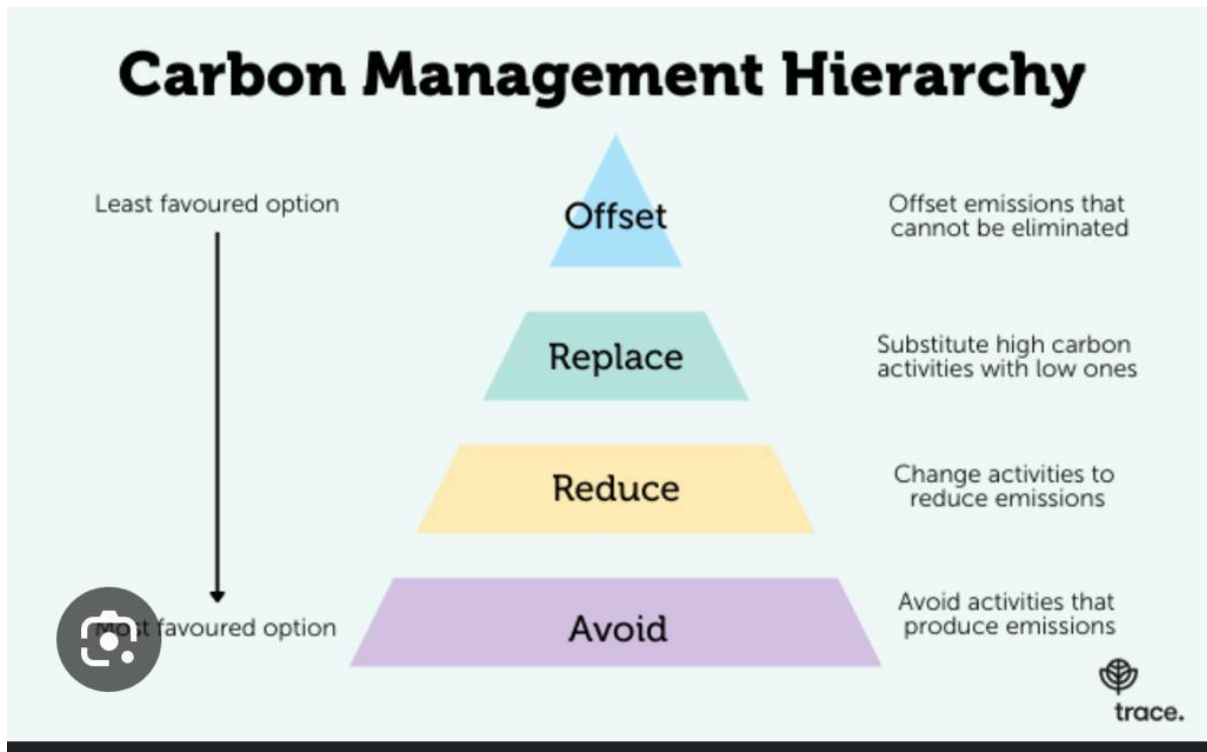 Carbon Management Hierarchy
Least favoured option
Offset
Offset emissions that
cannot be eliminated
Replace
Substitute high carbon
activities with low ones
Reduce
Change activities to
reduce emissions
Most favoured option
Avoid
Avoid activities that
produce emissions
trace.